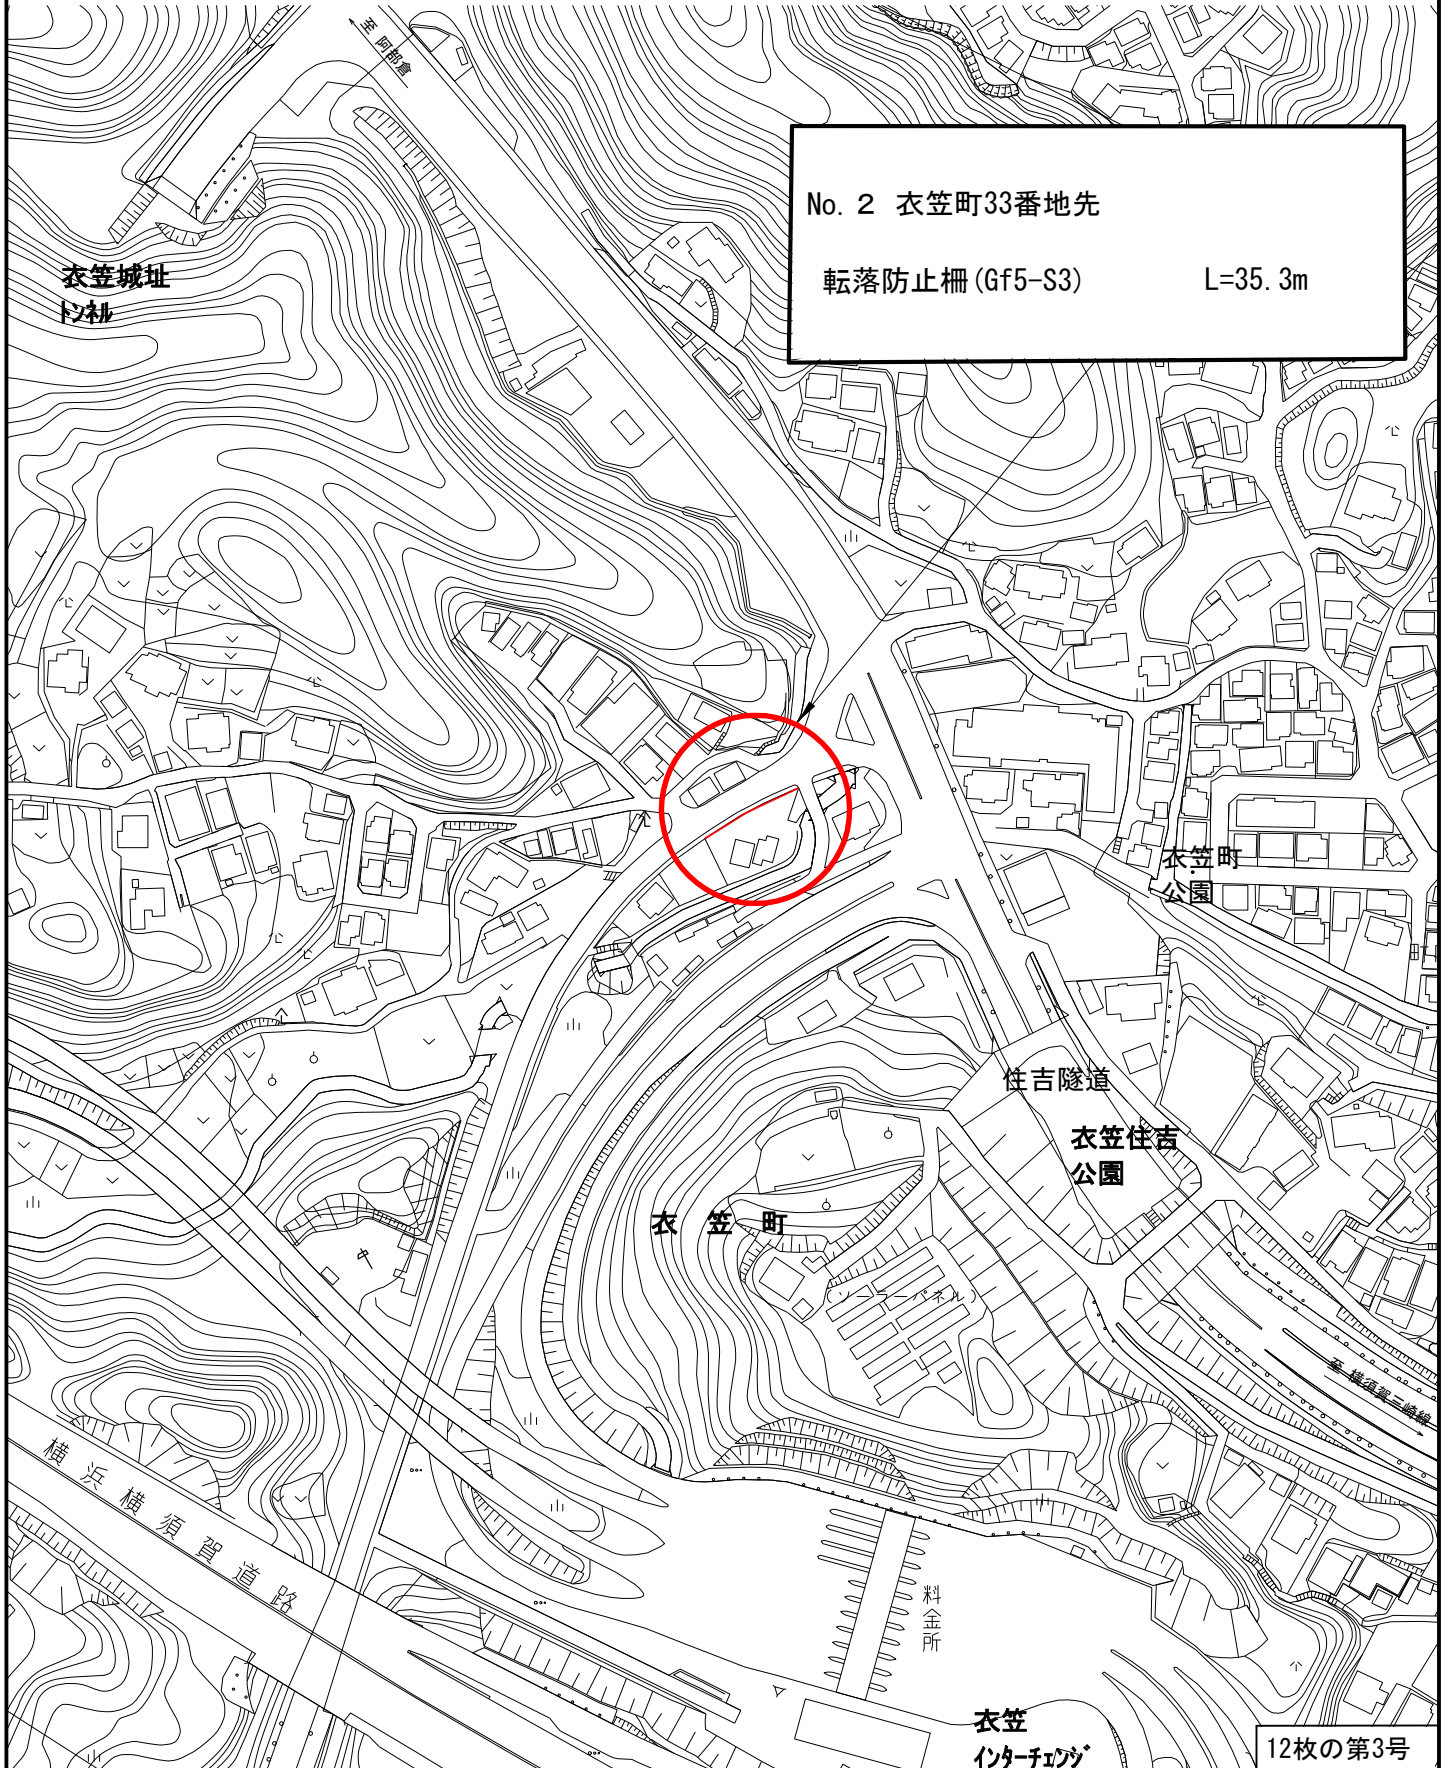 至 阿部倉
No. 2 衣笠町33番地先
転落防止柵(Gf5-S3) L=35.3m
衣笠城址
トンネル
衣笠町
公園
住吉隧道
衣笠住吉
公園
衣 笠 町
(ソーラーパネル)
至 横須賀三崎線
横浜横須賀道路
料金所
衣笠
インターチェンジ
12枚の第3号